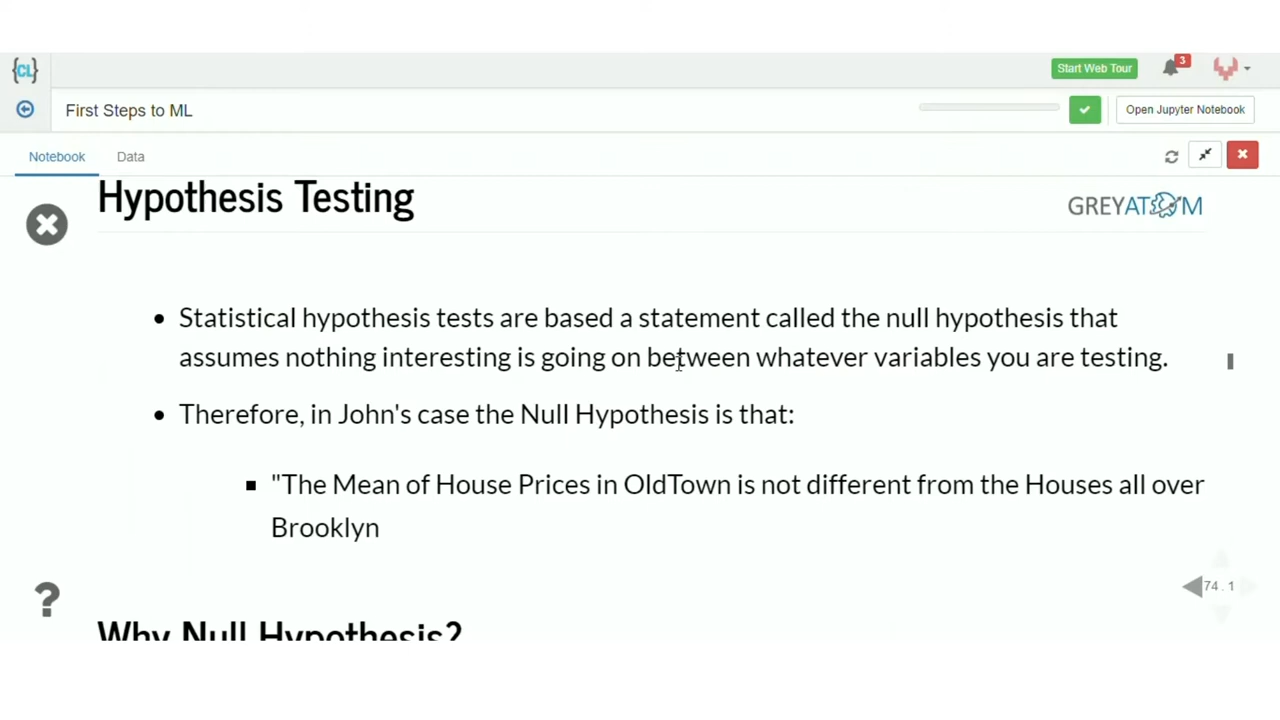 {CL}
Start Web Tour
3
First Steps to ML
Open Jupyter Notebook
Notebook
Data
Hypothesis Testing
GREYATOM
Statistical hypothesis tests are based a statement called the null hypothesis that
assumes nothing interesting is going on between whatever variables you are testing.
Therefore, in John's case the Null Hypothesis is that:
"The Mean of House Prices in OldTown is not different from the Houses all over
Brooklyn
?
74.1
Why Null Hypothesis?